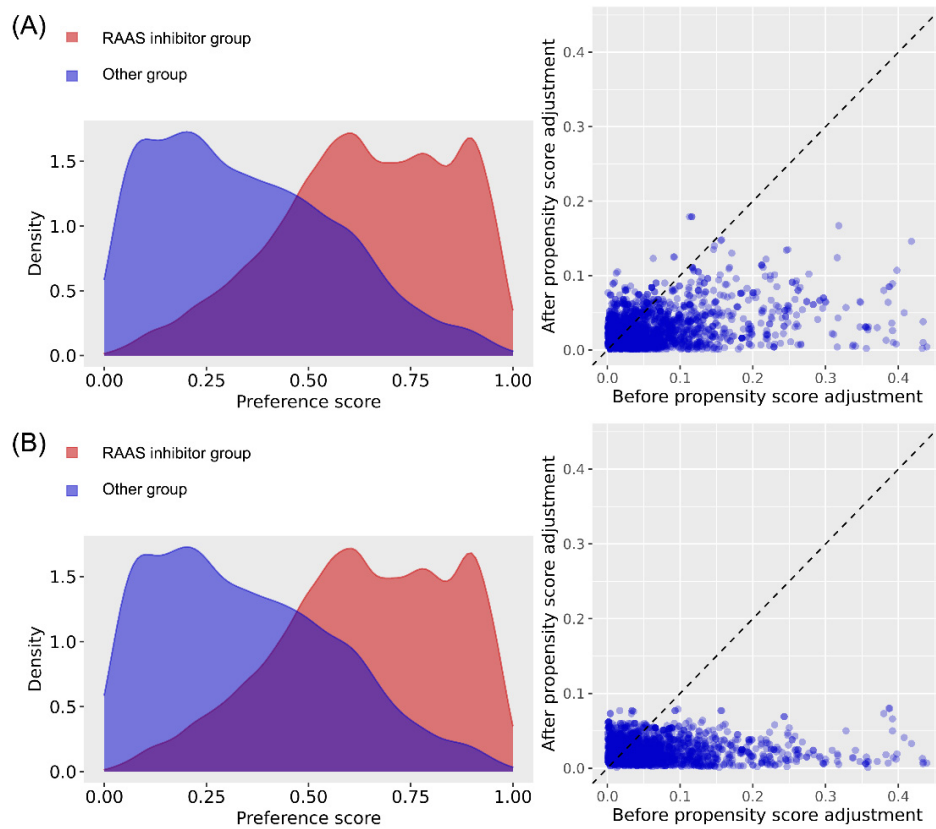 (A)
RAAS inhibitor group
Other group
Density
1.5
1.0
0.5
0.0
0.00 0.25 0.50 0.75 1.00
Preference score
After propensity score adjustment
0.4
0.3
0.2
0.1
0.0
0.0 0.1 0.2 0.3 0.4
Before propensity score adjustment
(B)
RAAS inhibitor group
Other group
Density
1.5
1.0
0.5
0.0
0.00 0.25 0.50 0.75 1.00
Preference score
After propensity score adjustment
0.4
0.3
0.2
0.1
0.0
0.0 0.1 0.2 0.3 0.4
Before propensity score adjustment